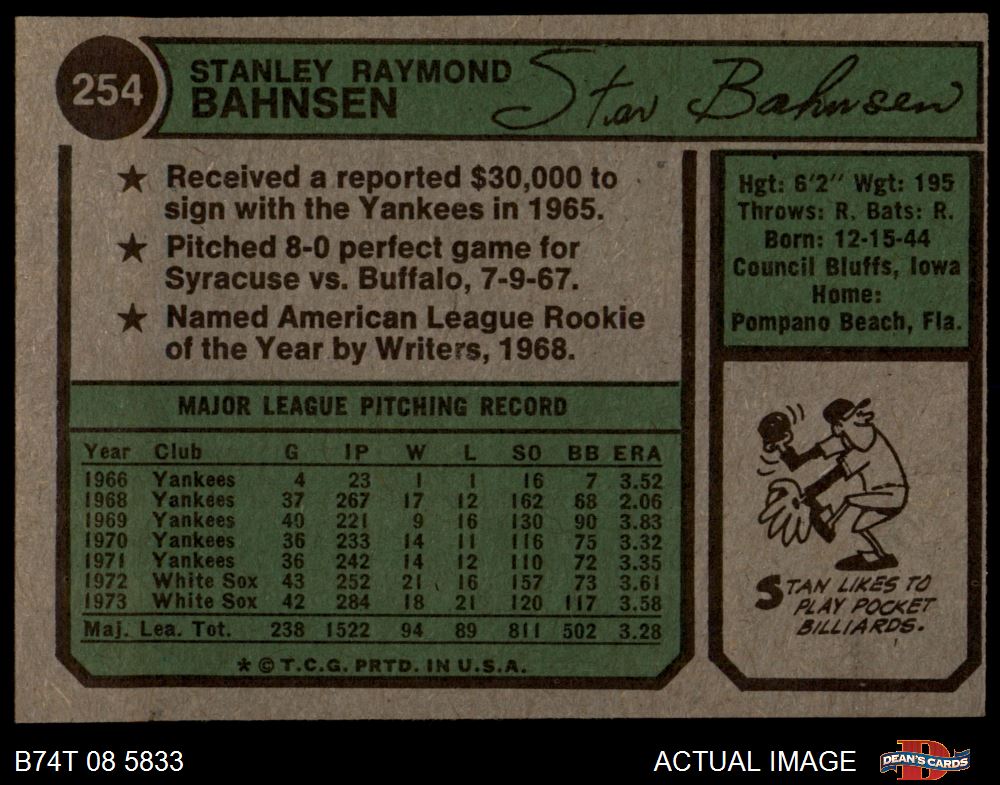 254
STANLEY RAYMOND
BAHNSEN
Stan Bahnsen
★ Received a reported $30,000 to
sign with the Yankees in 1965.
★ Pitched 8-0 perfect game for
Syracuse vs. Buffalo, 7-9-67.
★ Named American League Rookie
of the Year by Writers, 1968.
Hgt: 6'2" Wgt: 195
Throws: R. Bats: R.
Born: 12-15-44
Council Bluffs, Iowa
Home:
Pompano Beach, Fla.
MAJOR LEAGUE PITCHING RECORD
Year Club G IP W L SO BB ERA
1966 Yankees 4 23 1 1 16 7 3.52
1968 Yankees 37 267 17 12 162 68 2.06
1969 Yankees 40 221 9 16 130 90 3.83
1970 Yankees 36 233 14 11 116 75 3.32
1971 Yankees 36 242 14 12 110 72 3.35
1972 White Sox 43 252 21 16 157 73 3.61
1973 White Sox 42 284 18 21 120 117 3.58
Maj. Lea. Tot. 238 1522 94 89 811 502 3.28
* © T.C.G. PRTD. IN U.S.A.
STAN LIKES TO
PLAY POCKET
BILLIARDS.
B74T 08 5833
ACTUAL IMAGE
DEAN'S CARDS